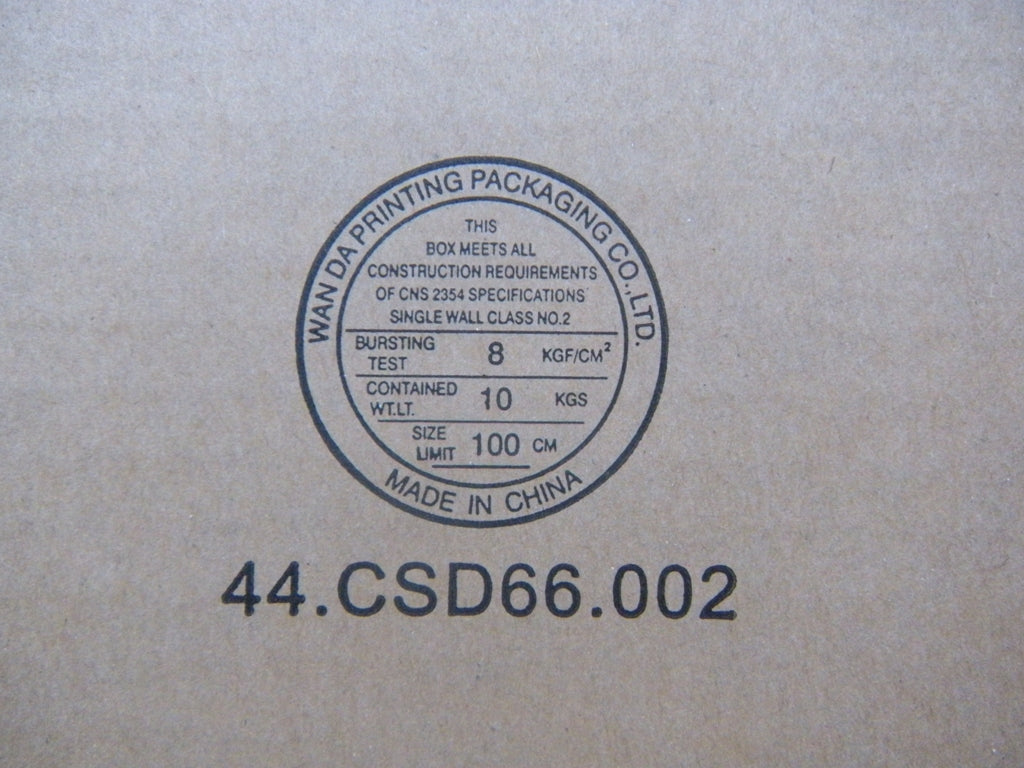 WAN DA PRINTING PACKAGING CO.,LTD.
THIS
BOX MEETS ALL
CONSTRUCTION REQUIREMENTS
OF CNS 2354 SPECIFICATIONS
SINGLE WALL CLASS NO.2
BURSTING TEST 8 KGF/CM²
CONTAINED WT.LT. 10 KGS
SIZE LIMIT 100 CM
MADE IN CHINA
44.CSD66.002